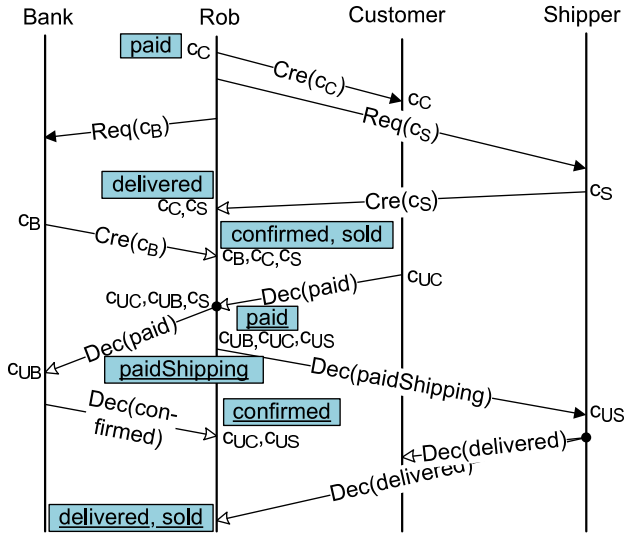 Bank Rob Customer Shipper
paid cC
Cre(cC)
cC
Req(cS)
Req(cB)
delivered
cC,cS
Cre(cS)
cS
cB
Cre(cB)
confirmed, sold
cB,cC,cS
cUC
Dec(paid)
cUC,cUB,cS
paid
Dec(paid)
cUB,cUC,cUS
cUB
paidShipping
Dec(paidShipping)
cUS
Dec(con-
firmed)
confirmed
cUC,cUS
Dec(delivered)
Dec(delivered)
delivered, sold